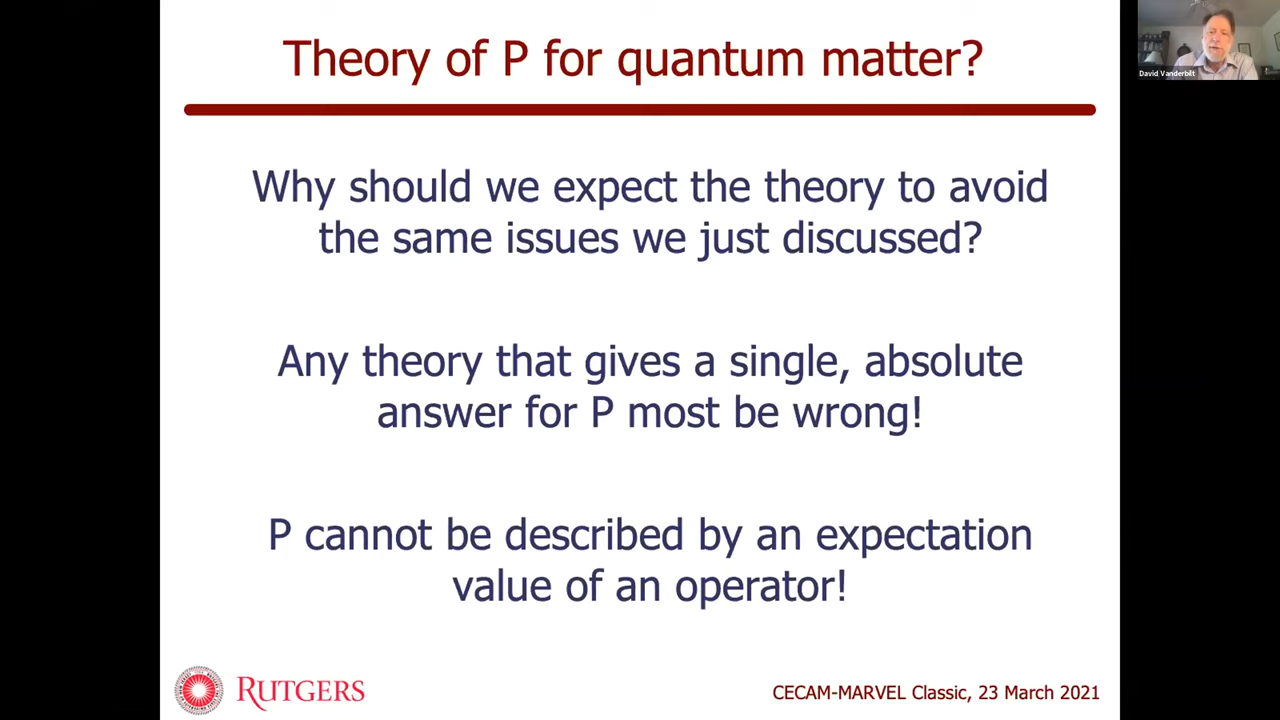 Theory of P for quantum matter?
David Vanderbilt
Why should we expect the theory to avoid
the same issues we just discussed?
Any theory that gives a single, absolute
answer for P most be wrong!
P cannot be described by an expectation
value of an operator!
RUTGERS
CECAM-MARVEL Classic, 23 March 2021